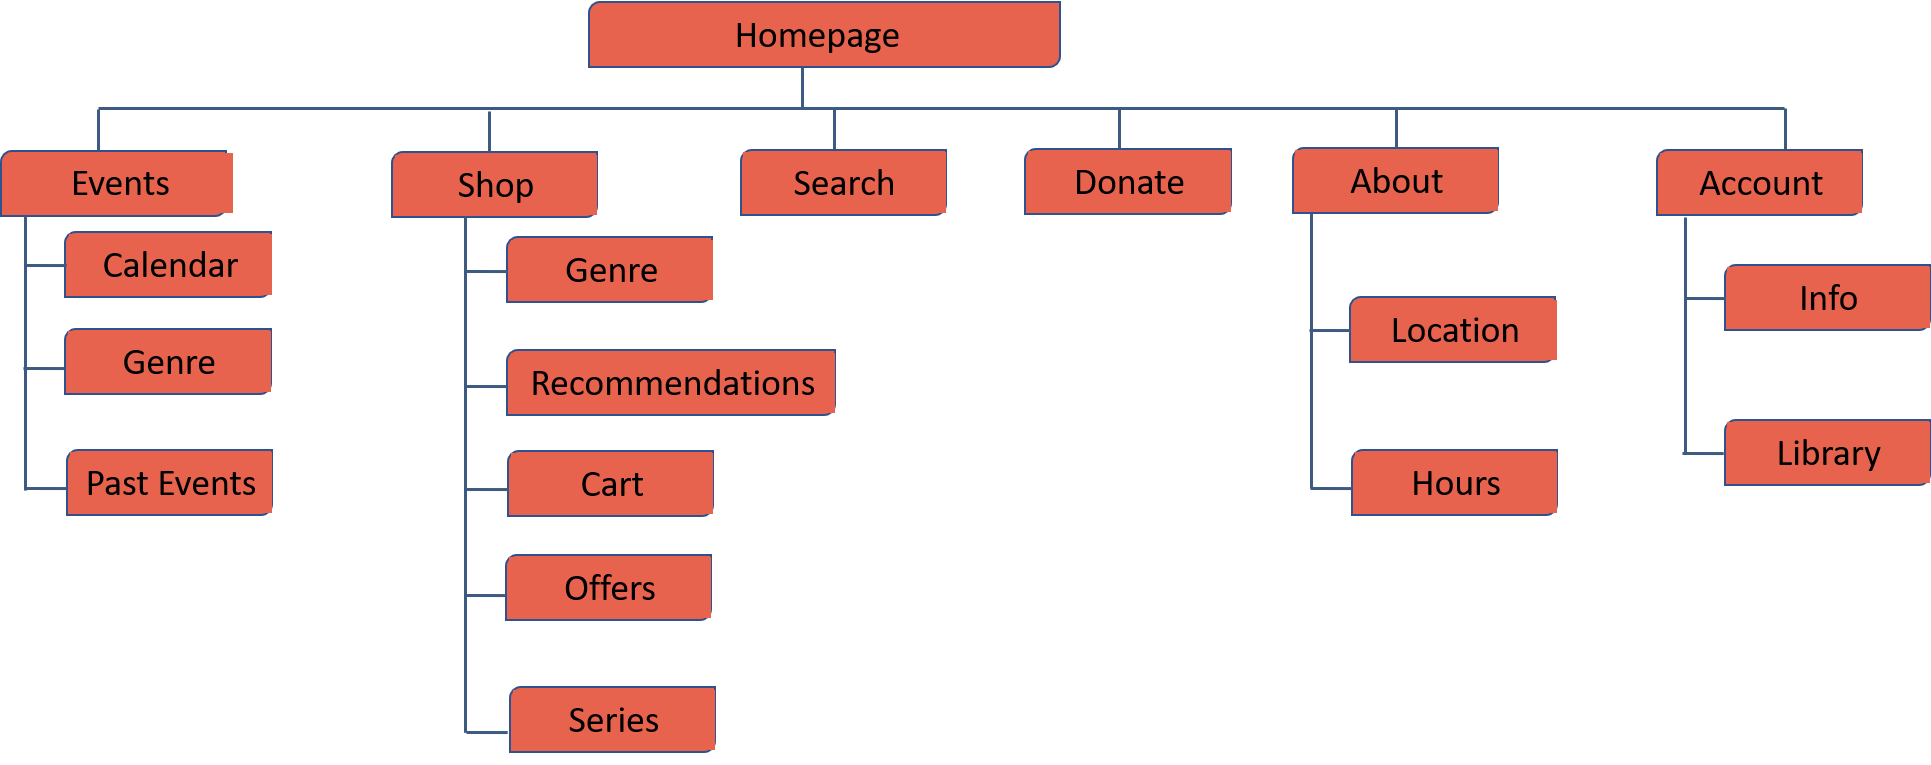 Homepage
Events
Shop
Search
Donate
About
Account
Calendar
Genre
Past Events
Genre
Recommendations
Cart
Offers
Series
Location
Hours
Info
Library